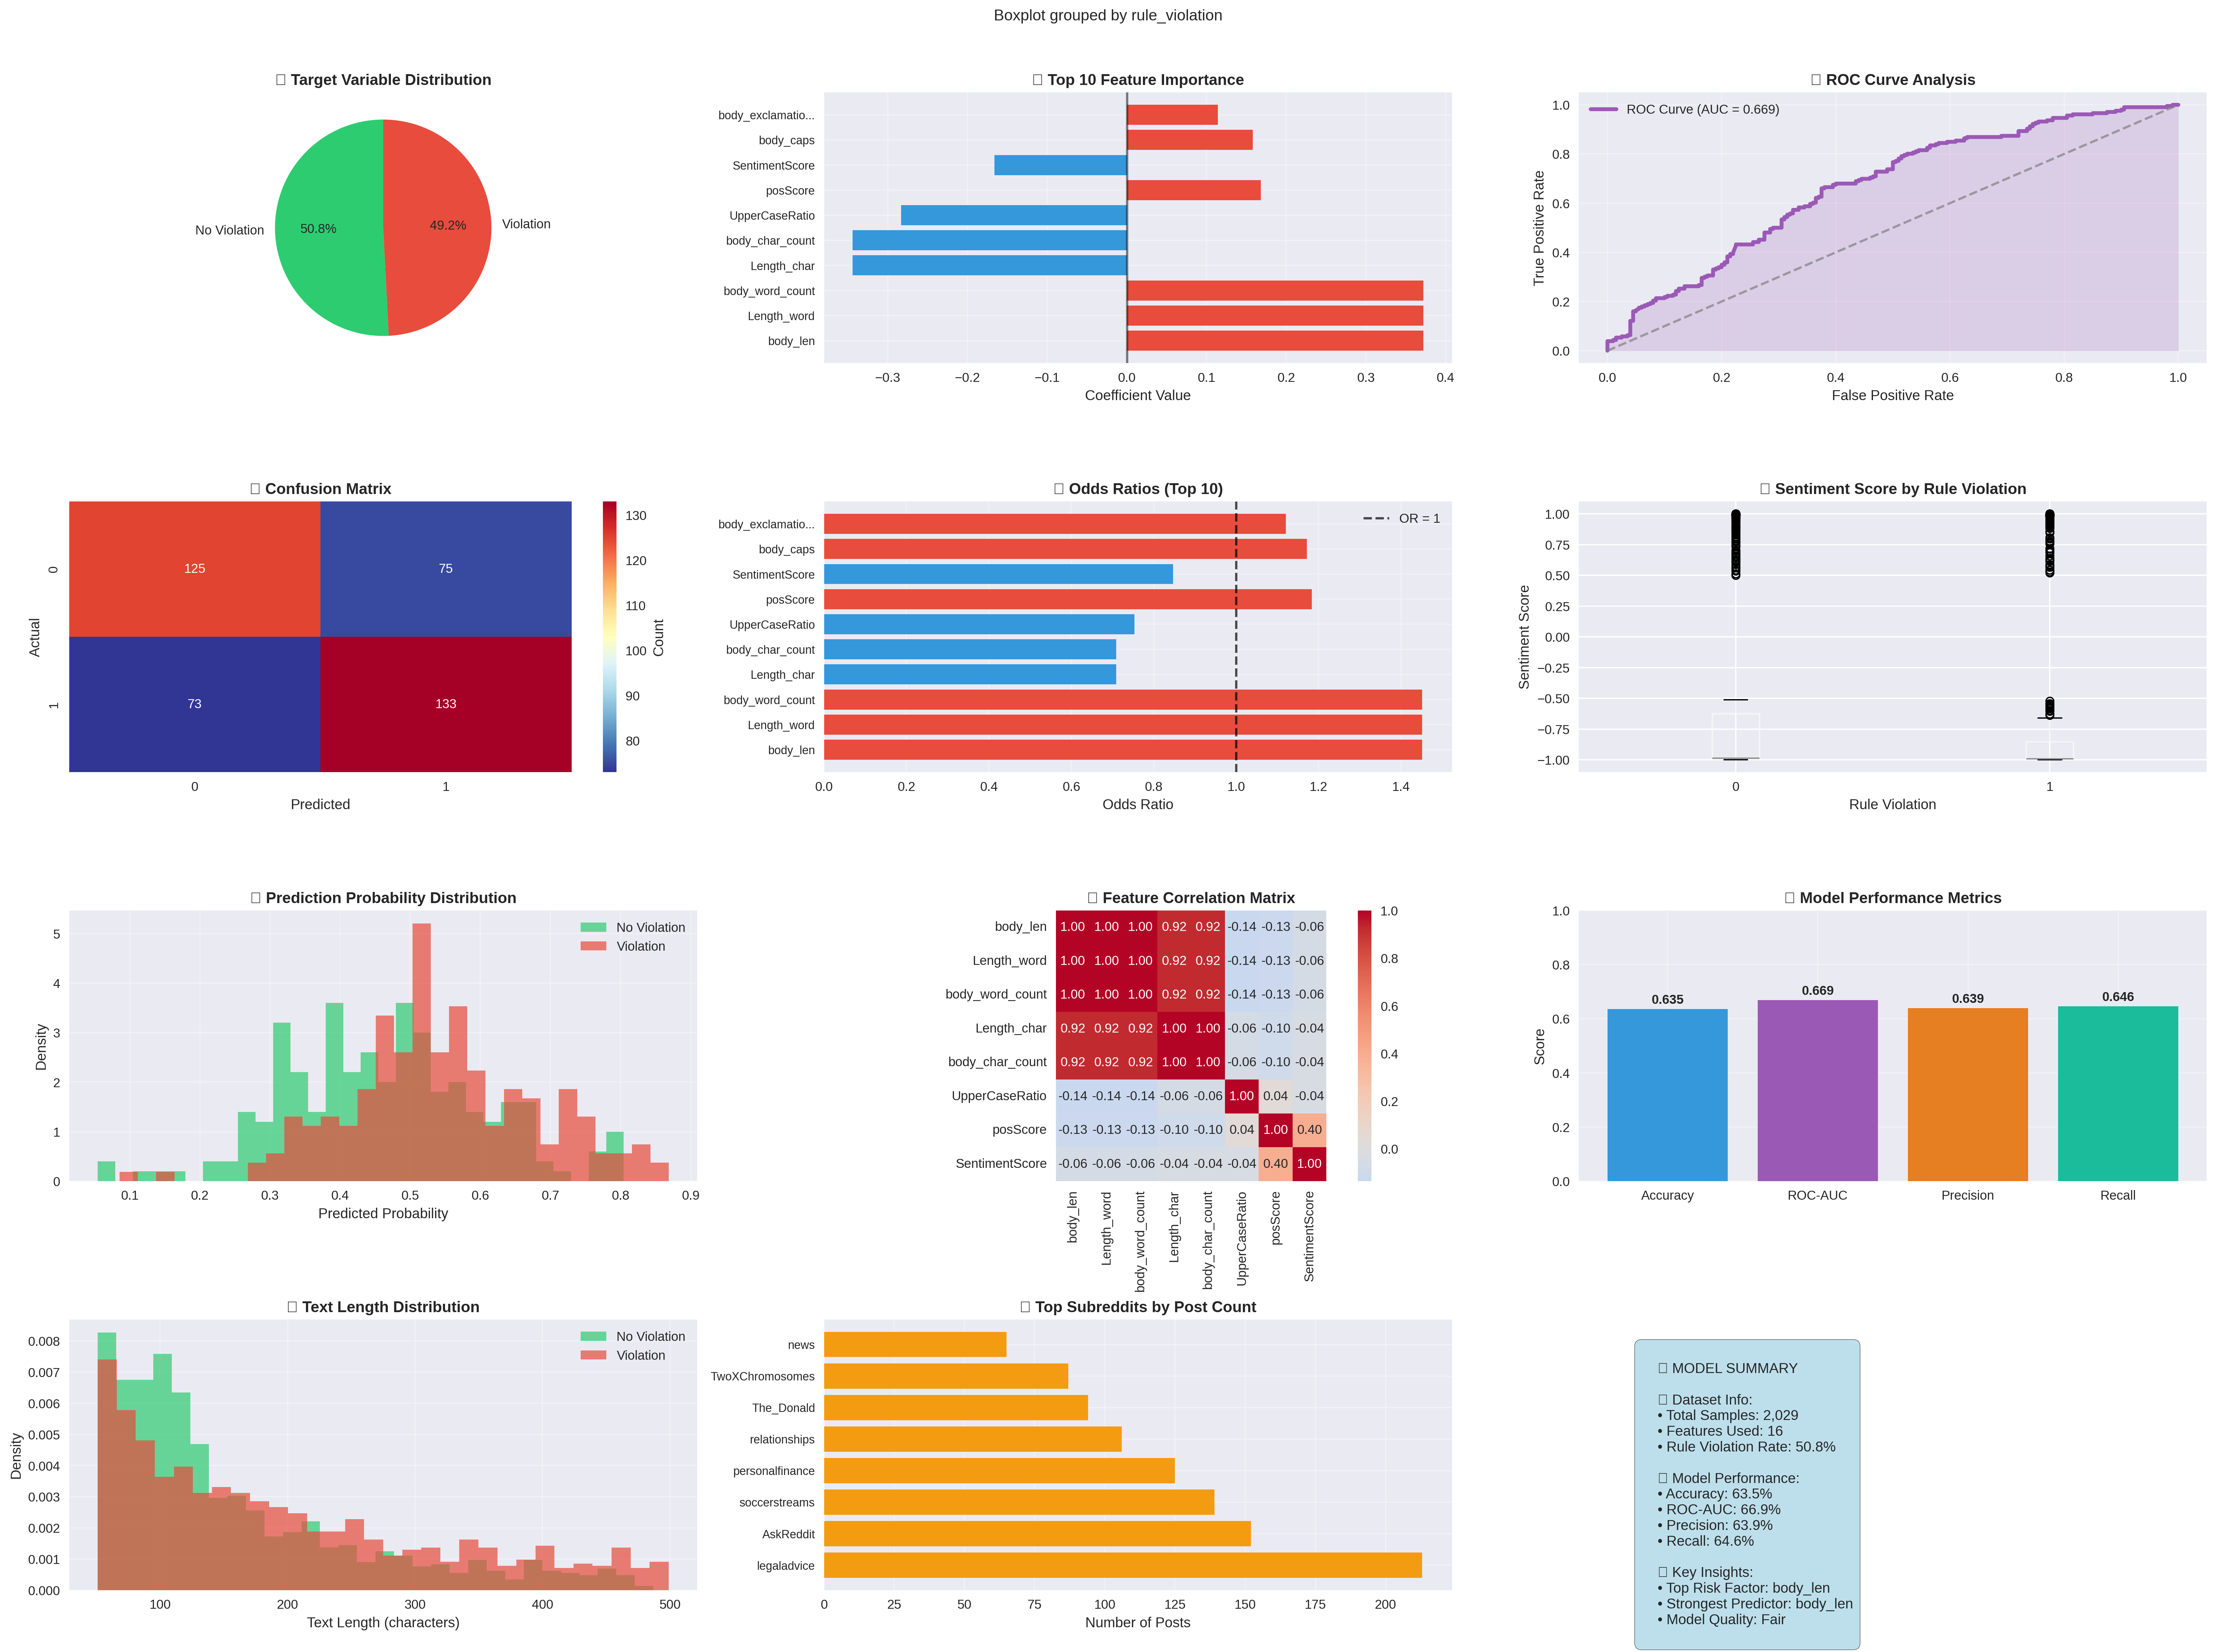 Boxplot grouped by rule_violation
▯ Target Variable Distribution
No Violation
50.8%
49.2%
Violation
▯ Top 10 Feature Importance
body_exclamatio...
body_caps
SentimentScore
posScore
UpperCaseRatio
body_char_count
Length_char
body_word_count
Length_word
body_len
−0.3 −0.2 −0.1 0.0 0.1 0.2 0.3 0.4
Coefficient Value
▯ ROC Curve Analysis
ROC Curve (AUC = 0.669)
True Positive Rate
1.0
0.8
0.6
0.4
0.2
0.0
0.0 0.2 0.4 0.6 0.8 1.0
False Positive Rate
▯ Confusion Matrix
Actual
0
1
125 75
73 133
0 1
Predicted
130
120
110
100
90
80
Count
▯ Odds Ratios (Top 10)
OR = 1
body_exclamatio...
body_caps
SentimentScore
posScore
UpperCaseRatio
body_char_count
Length_char
body_word_count
Length_word
body_len
0.0 0.2 0.4 0.6 0.8 1.0 1.2 1.4
Odds Ratio
▯ Sentiment Score by Rule Violation
Sentiment Score
1.00
0.75
0.50
0.25
0.00
−0.25
−0.50
−0.75
−1.00
0 1
Rule Violation
▯ Prediction Probability Distribution
No Violation
Violation
Density
5
4
3
2
1
0
0.1 0.2 0.3 0.4 0.5 0.6 0.7 0.8 0.9
Predicted Probability
▯ Feature Correlation Matrix
body_len 1.00 1.00 1.00 0.92 0.92 -0.14 -0.13 -0.06
Length_word 1.00 1.00 1.00 0.92 0.92 -0.14 -0.13 -0.06
body_word_count 1.00 1.00 1.00 0.92 0.92 -0.14 -0.13 -0.06
Length_char 0.92 0.92 0.92 1.00 1.00 -0.06 -0.10 -0.04
body_char_count 0.92 0.92 0.92 1.00 1.00 -0.06 -0.10 -0.04
UpperCaseRatio -0.14 -0.14 -0.14 -0.06 -0.06 1.00 0.04 -0.04
posScore -0.13 -0.13 -0.13 -0.10 -0.10 0.04 1.00 0.40
SentimentScore -0.06 -0.06 -0.06 -0.04 -0.04 -0.04 0.40 1.00
body_len
Length_word
body_word_count
Length_char
body_char_count
UpperCaseRatio
posScore
SentimentScore
1.0
0.8
0.6
0.4
0.2
0.0
▯ Model Performance Metrics
Score
1.0
0.8
0.6
0.4
0.2
0.0
0.635
0.669
0.639
0.646
Accuracy ROC-AUC Precision Recall
▯ Text Length Distribution
No Violation
Violation
Density
0.008
0.007
0.006
0.005
0.004
0.003
0.002
0.001
0.000
100 200 300 400 500
Text Length (characters)
▯ Top Subreddits by Post Count
news
TwoXChromosomes
The_Donald
relationships
personalfinance
soccerstreams
AskReddit
legaladvice
0 25 50 75 100 125 150 175 200
Number of Posts
▯ MODEL SUMMARY
▯ Dataset Info:
• Total Samples: 2,029
• Features Used: 16
• Rule Violation Rate: 50.8%
▯ Model Performance:
• Accuracy: 63.5%
• ROC-AUC: 66.9%
• Precision: 63.9%
• Recall: 64.6%
▯ Key Insights:
• Top Risk Factor: body_len
• Strongest Predictor: body_len
• Model Quality: Fair